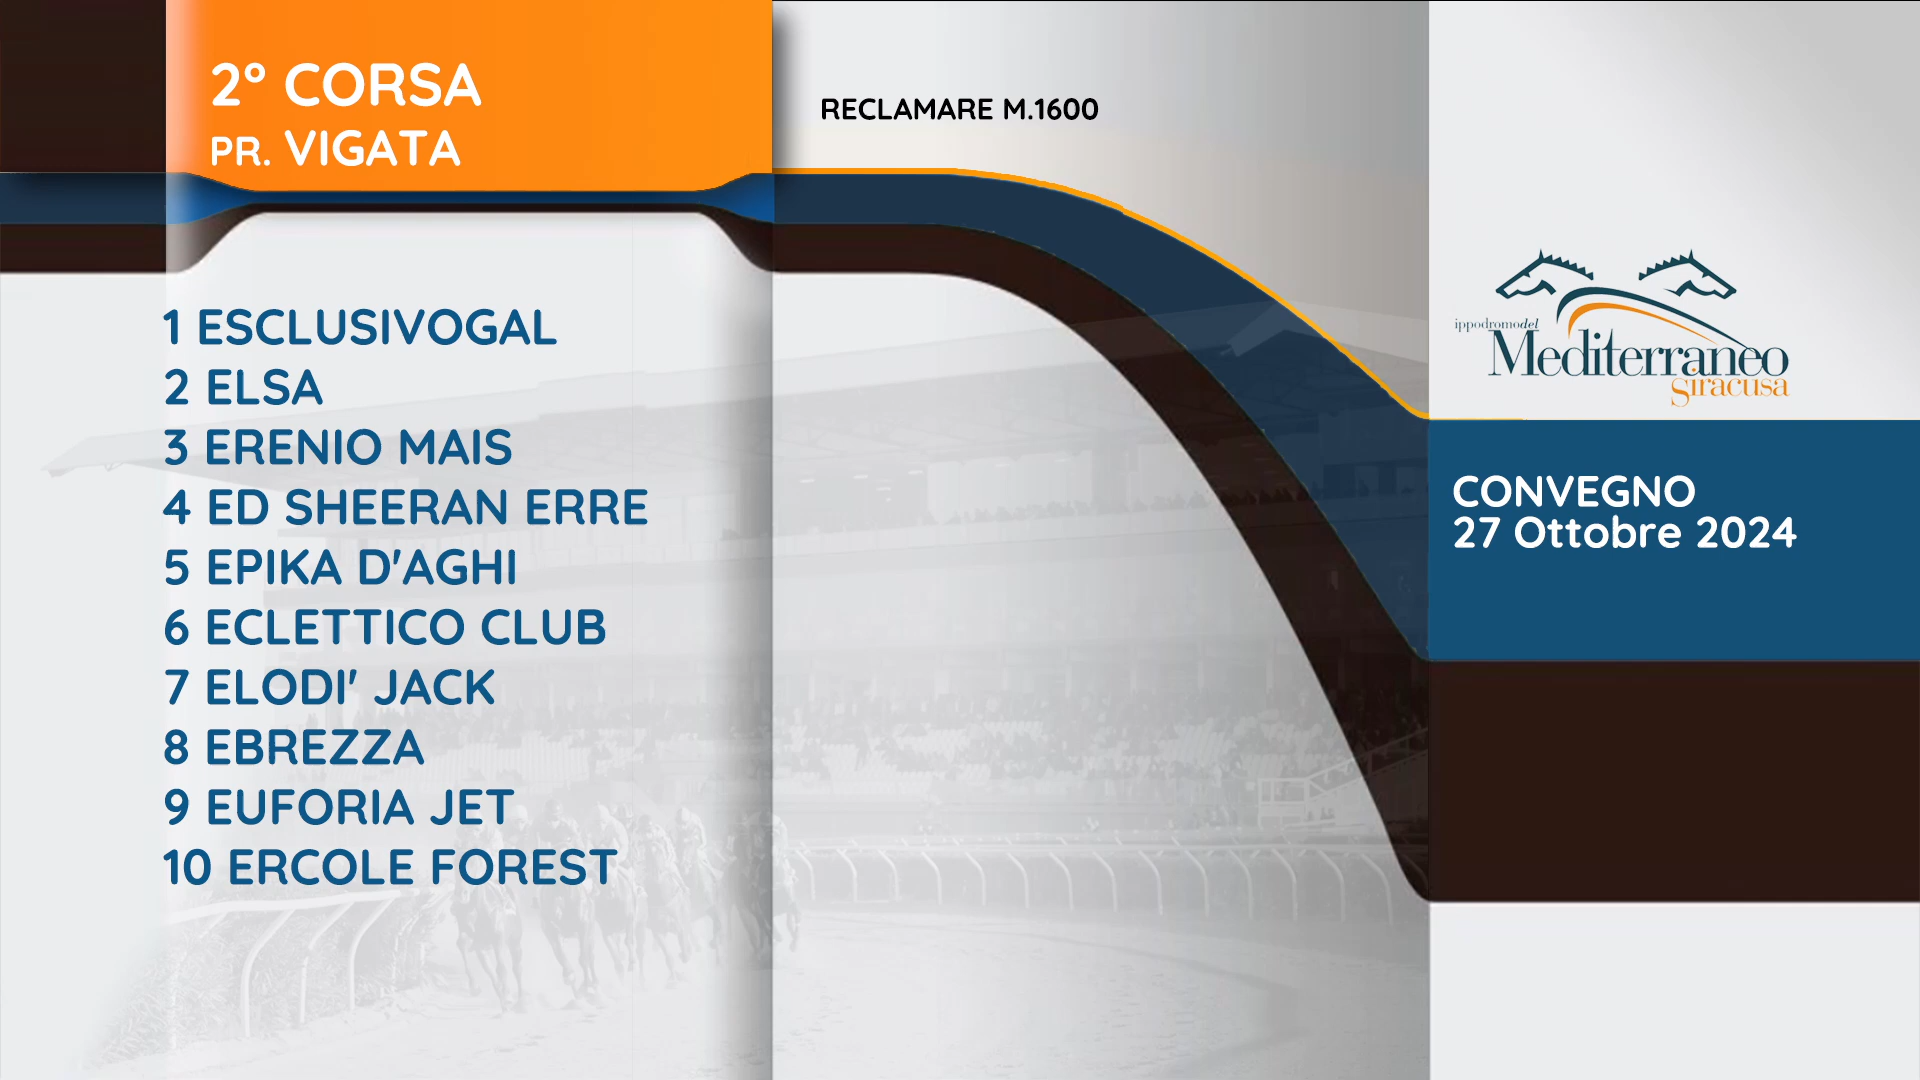 2° CORSA
PR. VIGATA
RECLAMARE M.1600
1 ESCLUSIVOGAL
2 ELSA
3 ERENIO MAIS
4 ED SHEERAN ERRE
5 EPIKA D'AGHI
6 ECLETTICO CLUB
7 ELODI' JACK
8 EBREZZA
9 EUFORIA JET
10 ERCOLE FOREST
ippodromodel
Mediterraneo
Siracusa
CONVEGNO
27 Ottobre 2024